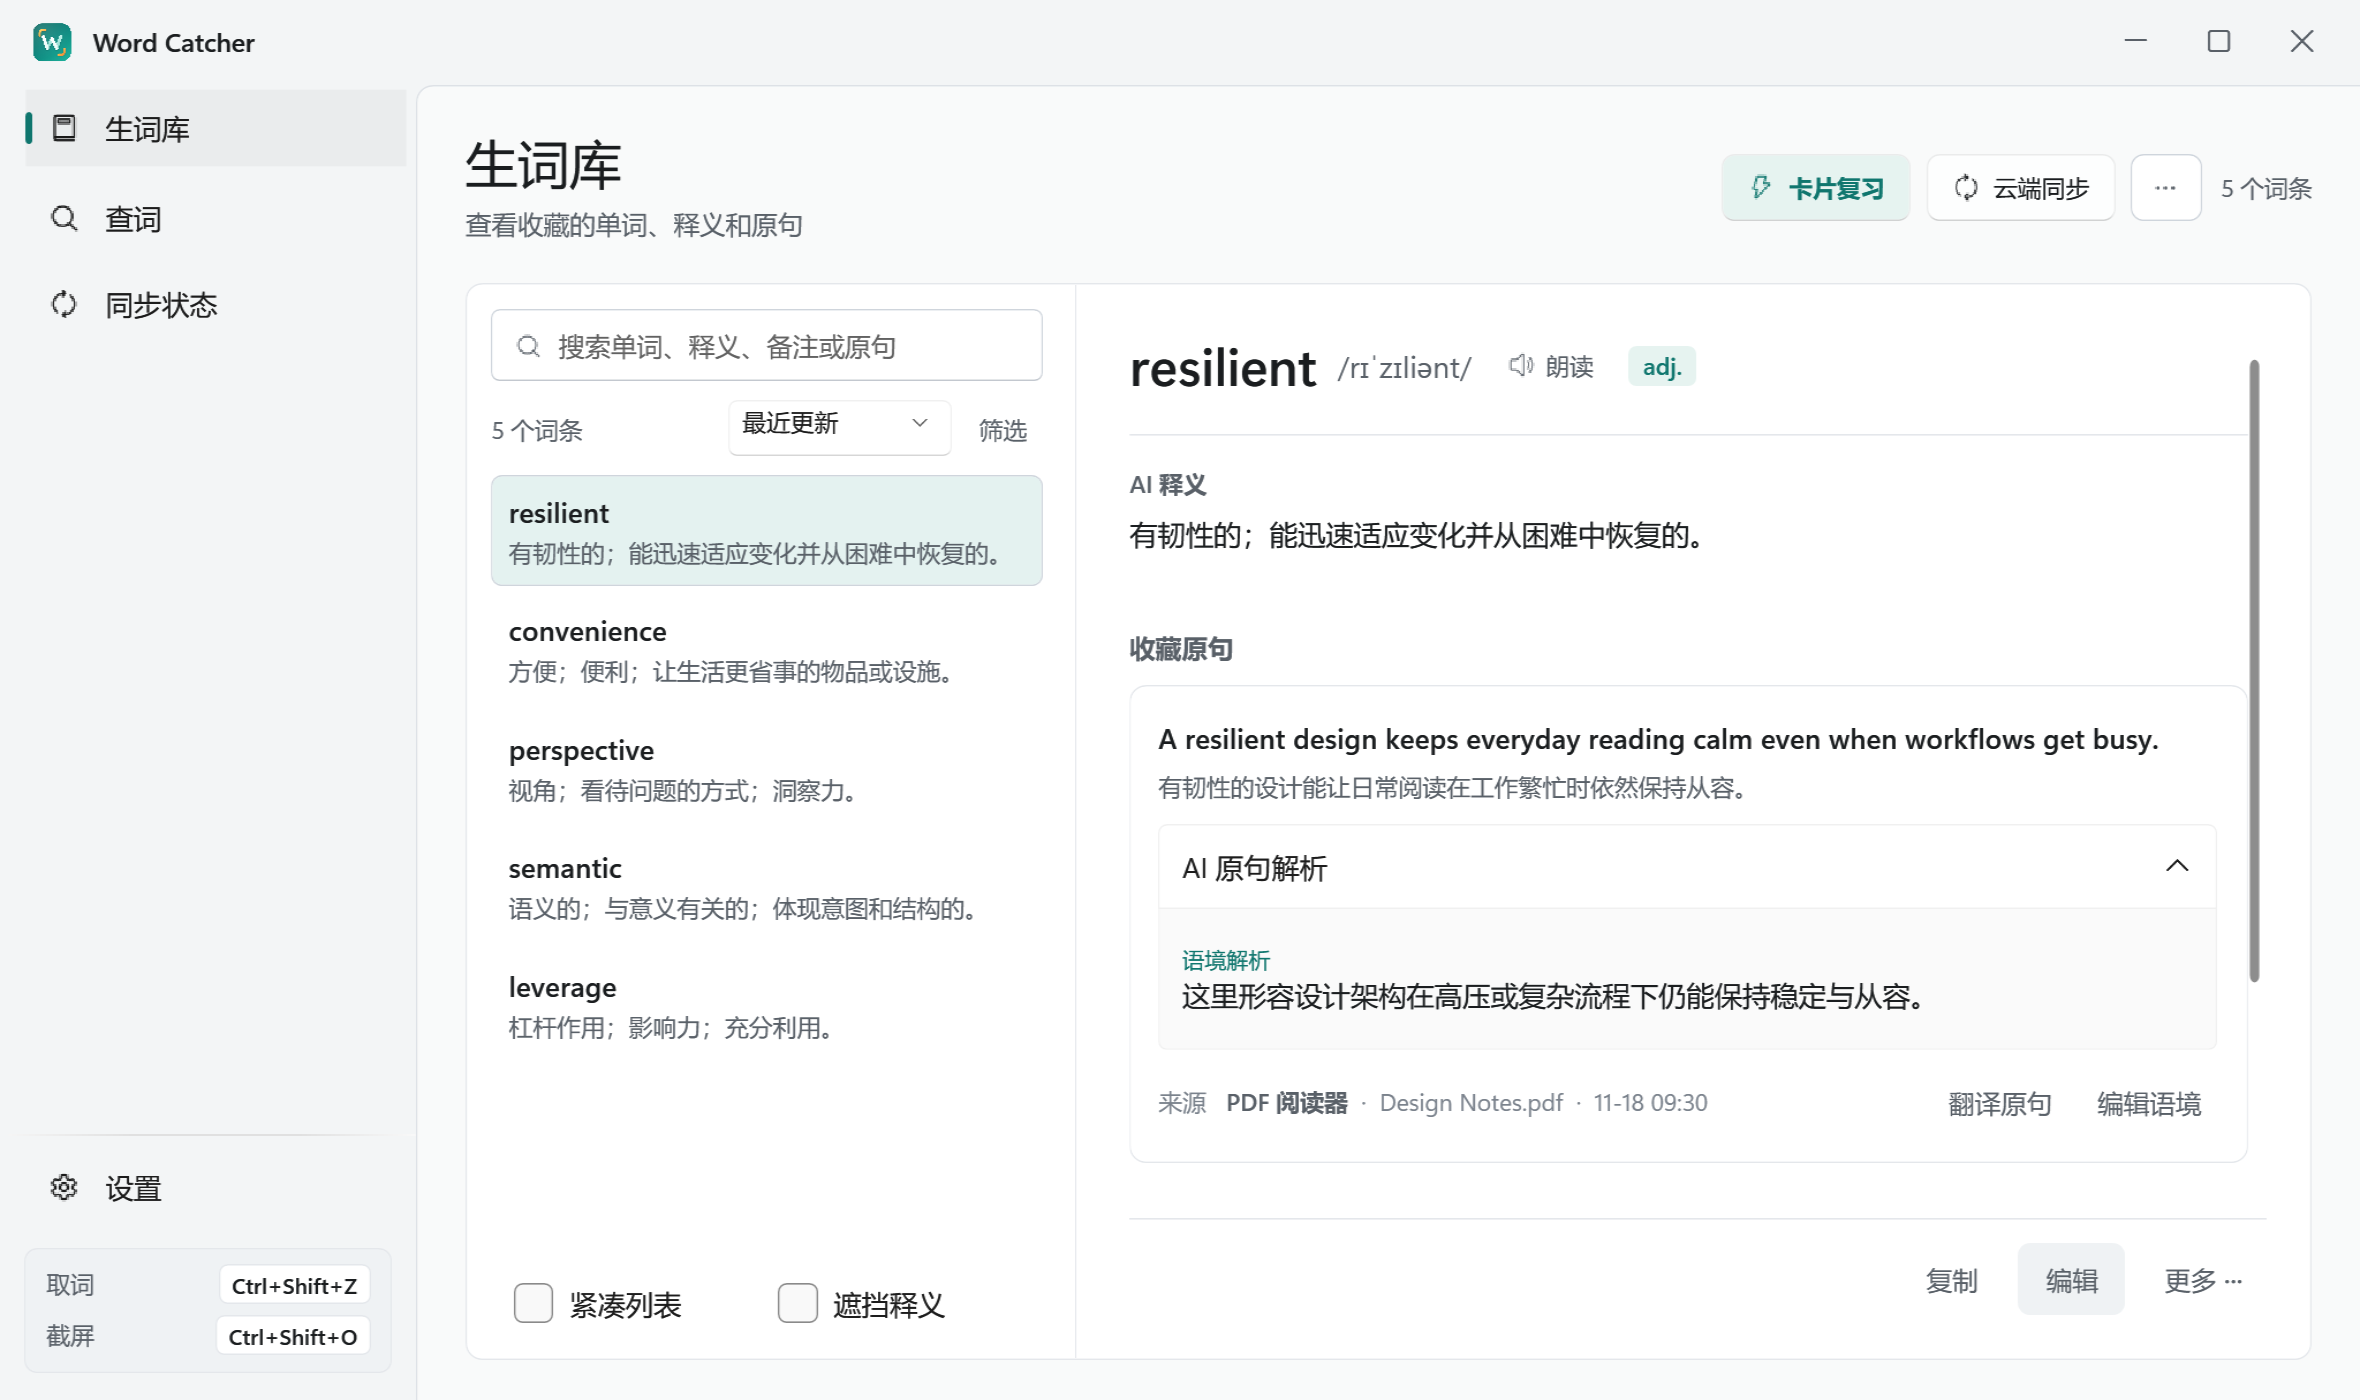 Word Catcher
生词库
查词
同步状态
设置
取词 Ctrl+Shift+Z
截屏 Ctrl+Shift+O
生词库
查看收藏的单词、释义和原句
卡片复习
云端同步
···
5 个词条
搜索单词、释义、备注或原句
5 个词条
最近更新
筛选
resilient
有韧性的；能迅速适应变化并从困难中恢复的。
convenience
方便；便利；让生活更省事的物品或设施。
perspective
视角；看待问题的方式；洞察力。
semantic
语义的；与意义有关的；体现意图和结构的。
leverage
杠杆作用；影响力；充分利用。
紧凑列表
遮挡释义
resilient /rɪˈzɪliənt/ 朗读 adj.
AI 释义
有韧性的；能迅速适应变化并从困难中恢复的。
收藏原句
A resilient design keeps everyday reading calm even when workflows get busy.
有韧性的设计能让日常阅读在工作繁忙时依然保持从容。
AI 原句解析
语境解析
这里形容设计架构在高压或复杂流程下仍能保持稳定与从容。
来源 PDF 阅读器 · Design Notes.pdf · 11-18 09:30
翻译原句
编辑语境
复制
编辑
更多 ···